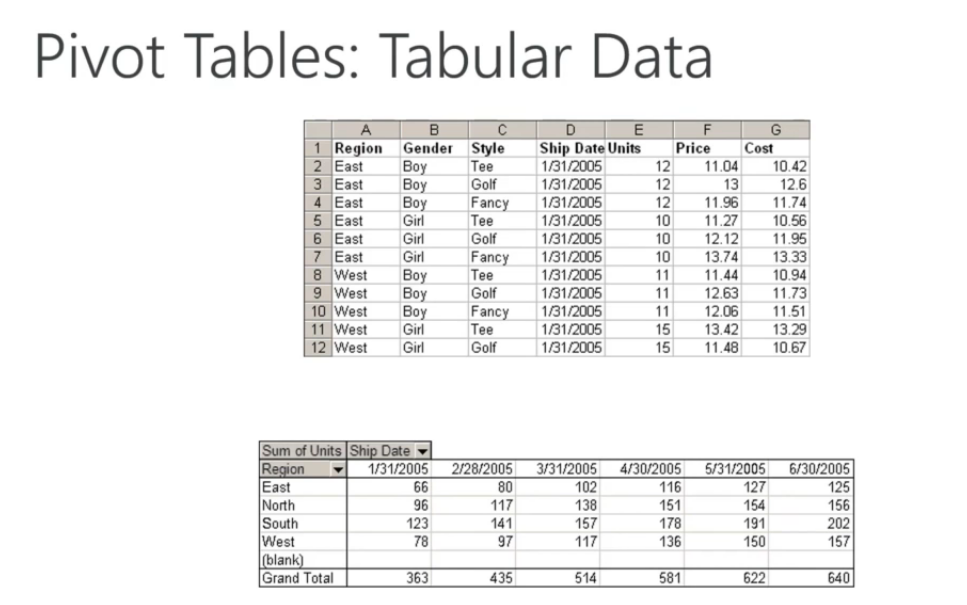 Pivot Tables: Tabular Data
A B C D E F G
1 Region Gender Style Ship Date Units Price Cost
2 East Boy Tee 1/31/2005 12 11.04 10.42
3 East Boy Golf 1/31/2005 12 13 12.6
4 East Boy Fancy 1/31/2005 12 11.96 11.74
5 East Girl Tee 1/31/2005 10 11.27 10.56
6 East Girl Golf 1/31/2005 10 12.12 11.95
7 East Girl Fancy 1/31/2005 10 13.74 13.33
8 West Boy Tee 1/31/2005 11 11.44 10.94
9 West Boy Golf 1/31/2005 11 12.63 11.73
10 West Boy Fancy 1/31/2005 11 12.06 11.51
11 West Girl Tee 1/31/2005 15 13.42 13.29
12 West Girl Golf 1/31/2005 15 11.48 10.67
Sum of Units Ship Date
Region 1/31/2005 2/28/2005 3/31/2005 4/30/2005 5/31/2005 6/30/2005
East 66 80 102 116 127 125
North 96 117 138 151 154 156
South 123 141 157 178 191 202
West 78 97 117 136 150 157
(blank)
Grand Total 363 435 514 581 622 640